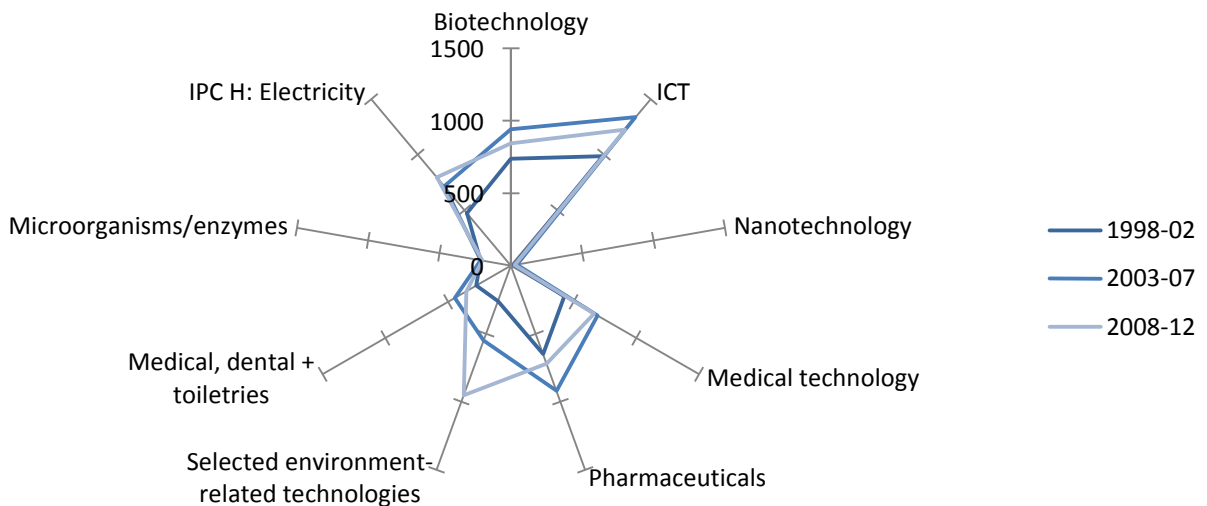 Biotechnology
1500
1000
500
0
ICT
Nanotechnology
Medical technology
Pharmaceuticals
Selected environment-
related technologies
Medical, dental +
toiletries
Microorganisms/enzymes
IPC H: Electricity
1998-02
2003-07
2008-12